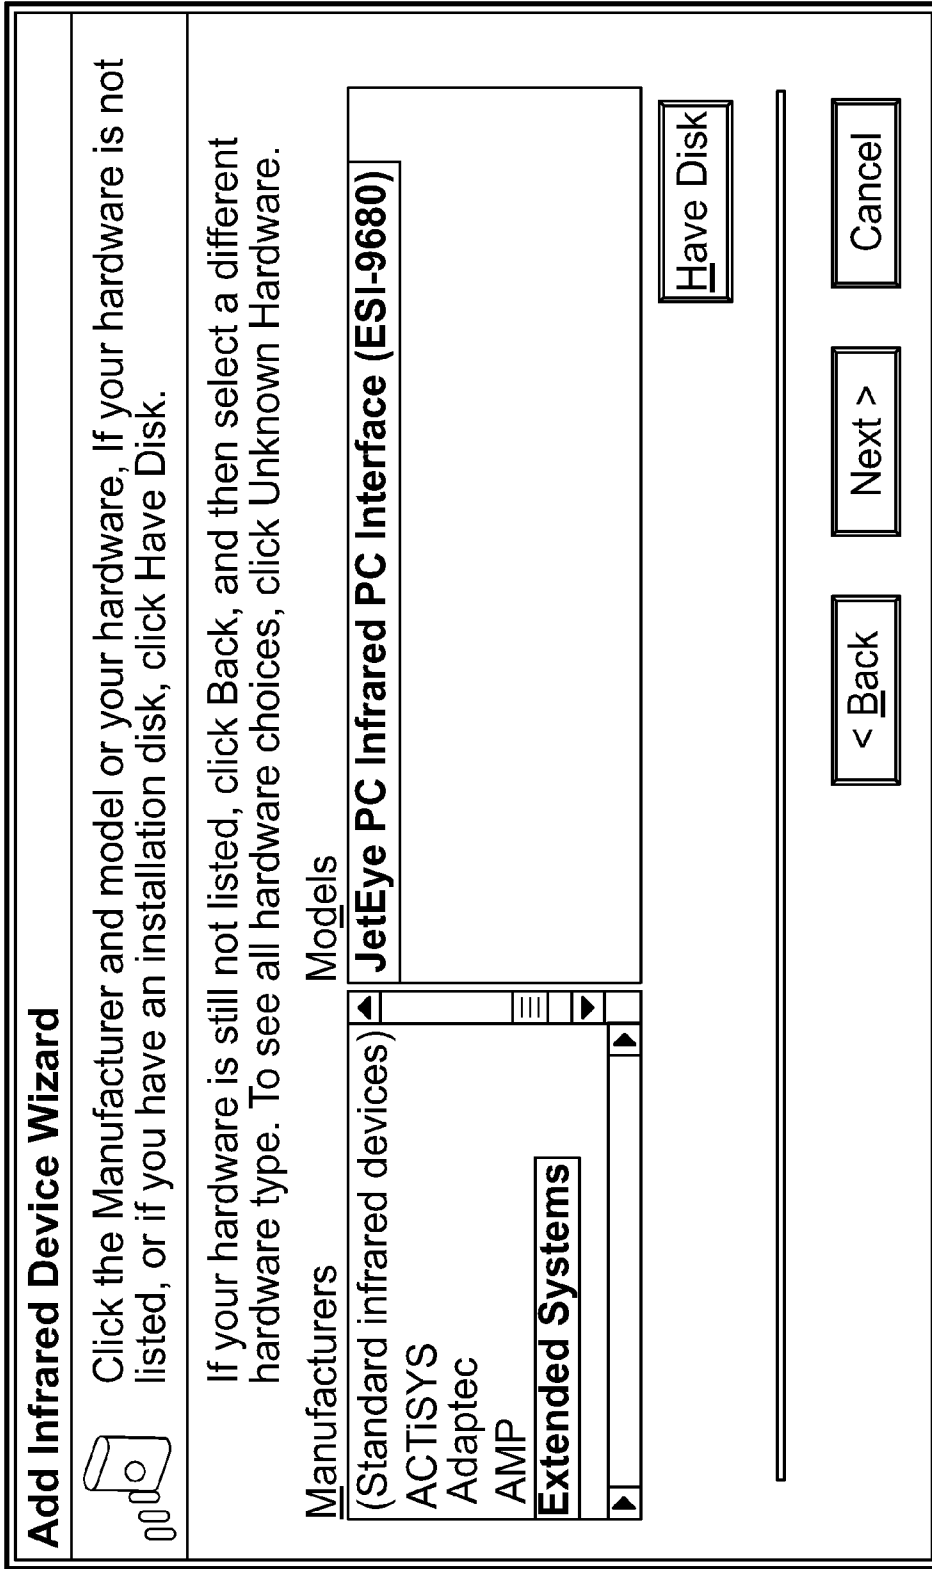 Add Infrared Device Wizard
Click the Manufacturer and model or your hardware, If your hardware is not
listed, or if you have an installation disk, click Have Disk.
If your hardware is still not listed, click Back, and then select a different
hardware type. To see all hardware choices, click Unknown Hardware.
Manufacturers
(Standard infrared devices)
ACTiSYS
Adaptec
AMP
Extended Systems
Models
JetEye PC Infrared PC Interface (ESI-9680)
Have Disk
< Back
Next >
Cancel